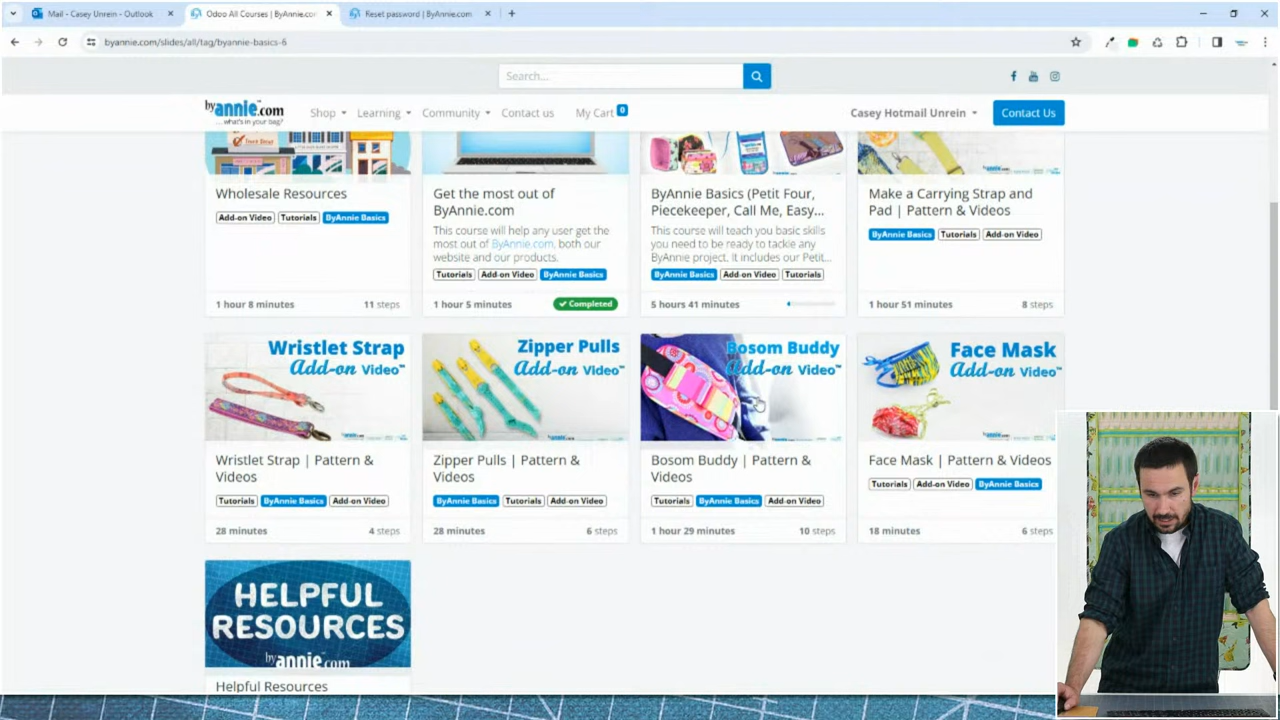 Mail - Casey Unrein - Outlook
Odoo All Courses | ByAnnie.co
Reset password | ByAnnie.com
byannie.com/slides/all/tag/byannie-basics-6
Search...
byannie.com
...what's in your bag?
Shop
Learning
Community
Contact us
My Cart 0
Casey Hotmail Unrein
Contact Us
Wholesale Resources
Add-on Video Tutorials ByAnnie Basics
1 hour 8 minutes 11 steps
Get the most out of
ByAnnie.com
This course will help any user get the
most out of ByAnnie.com, both our
website and our products.
Tutorials Add-on Video ByAnnie Basics
1 hour 5 minutes Completed
ByAnnie Basics (Petit Four,
Piecekeeper, Call Me, Easy...
This course will teach you basic skills
you need to be ready to tackle any
ByAnnie project. It includes our Petit...
ByAnnie Basics Add-on Video Tutorials
5 hours 41 minutes
Make a Carrying Strap and
Pad | Pattern & Videos
ByAnnie Basics Tutorials Add-on Video
1 hour 51 minutes 8 steps
Wristlet Strap
Add-on Video™
Wristlet Strap | Pattern &
Videos
Tutorials ByAnnie Basics Add-on Video
28 minutes 4 steps
Zipper Pulls
Add-on Video™
Zipper Pulls | Pattern &
Videos
ByAnnie Basics Tutorials Add-on Video
28 minutes 6 steps
Bosom Buddy
Add-on Video™
Bosom Buddy | Pattern &
Videos
Tutorials ByAnnie Basics Add-on Video
1 hour 29 minutes 10 steps
Face Mask
Add-on Video™
Face Mask | Pattern & Videos
Tutorials Add-on Video ByAnnie Basics
18 minutes 6 steps
HELPFUL
RESOURCES
byannie.com
Helpful Resources